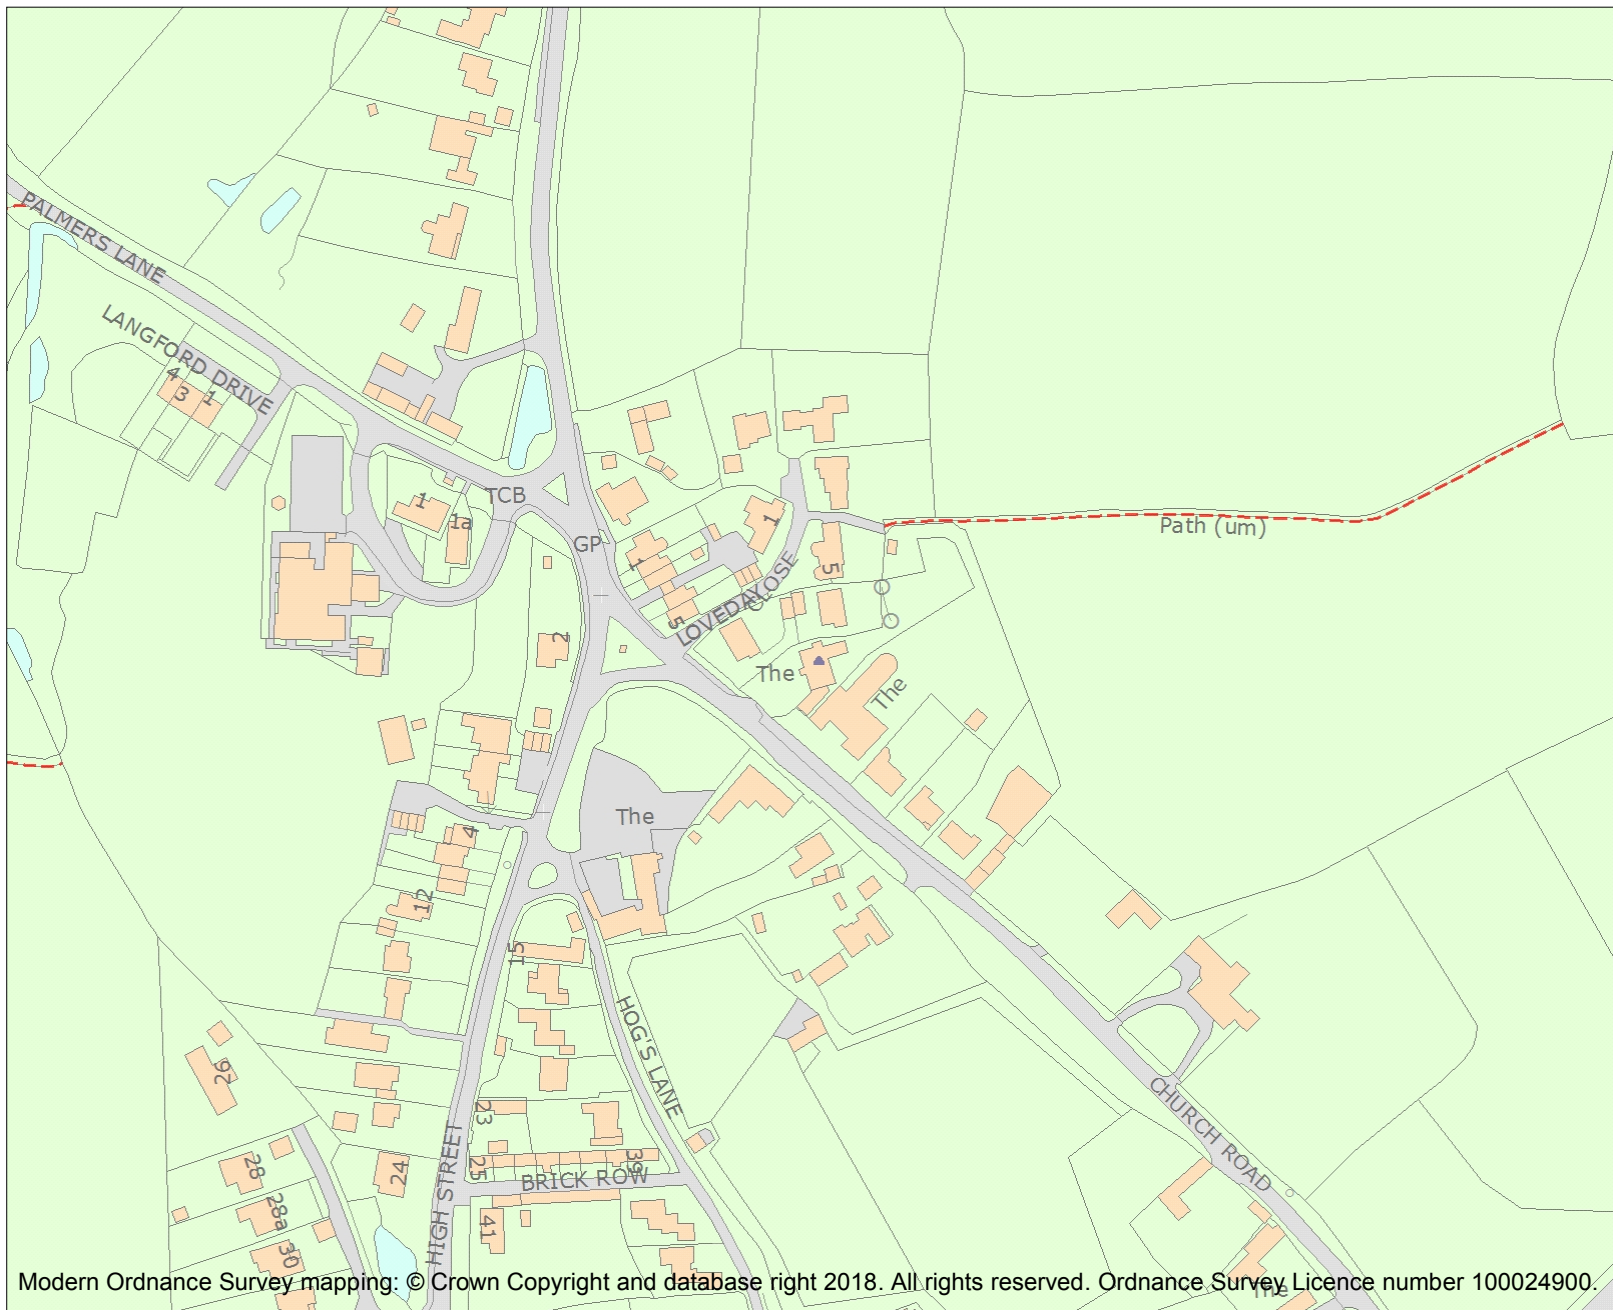 PALMERS LANE
LANGFORD DRIVE
4
3
1
1
1a
TCB
GP
1
1
5
5
LOVEDAY CLOSE
Path (um)
2
The
The
The
4
12
15
HOG'S LANE
26
23
24
25
39
BRICK ROW
28
28a
30
41
HIGH STREET
CHURCH ROAD
The
Modern Ordnance Survey mapping: © Crown Copyright and database right 2018. All rights reserved. Ordnance Survey Licence number 100024900.